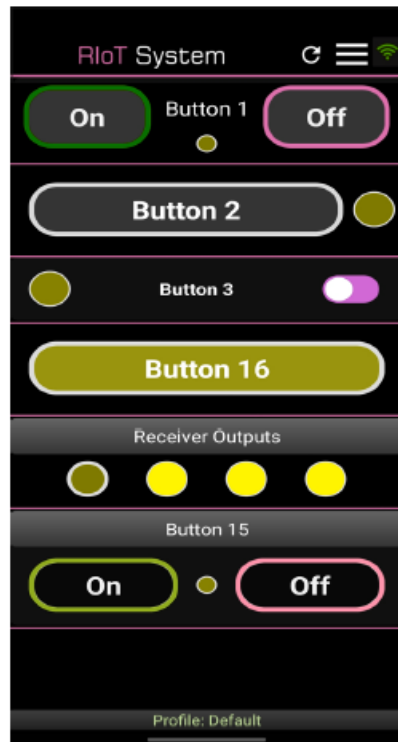 RIoT System
On
Button 1
Off
Button 2
Button 3
Button 16
Receiver Outputs
Button 15
On
Off
Profile: Default